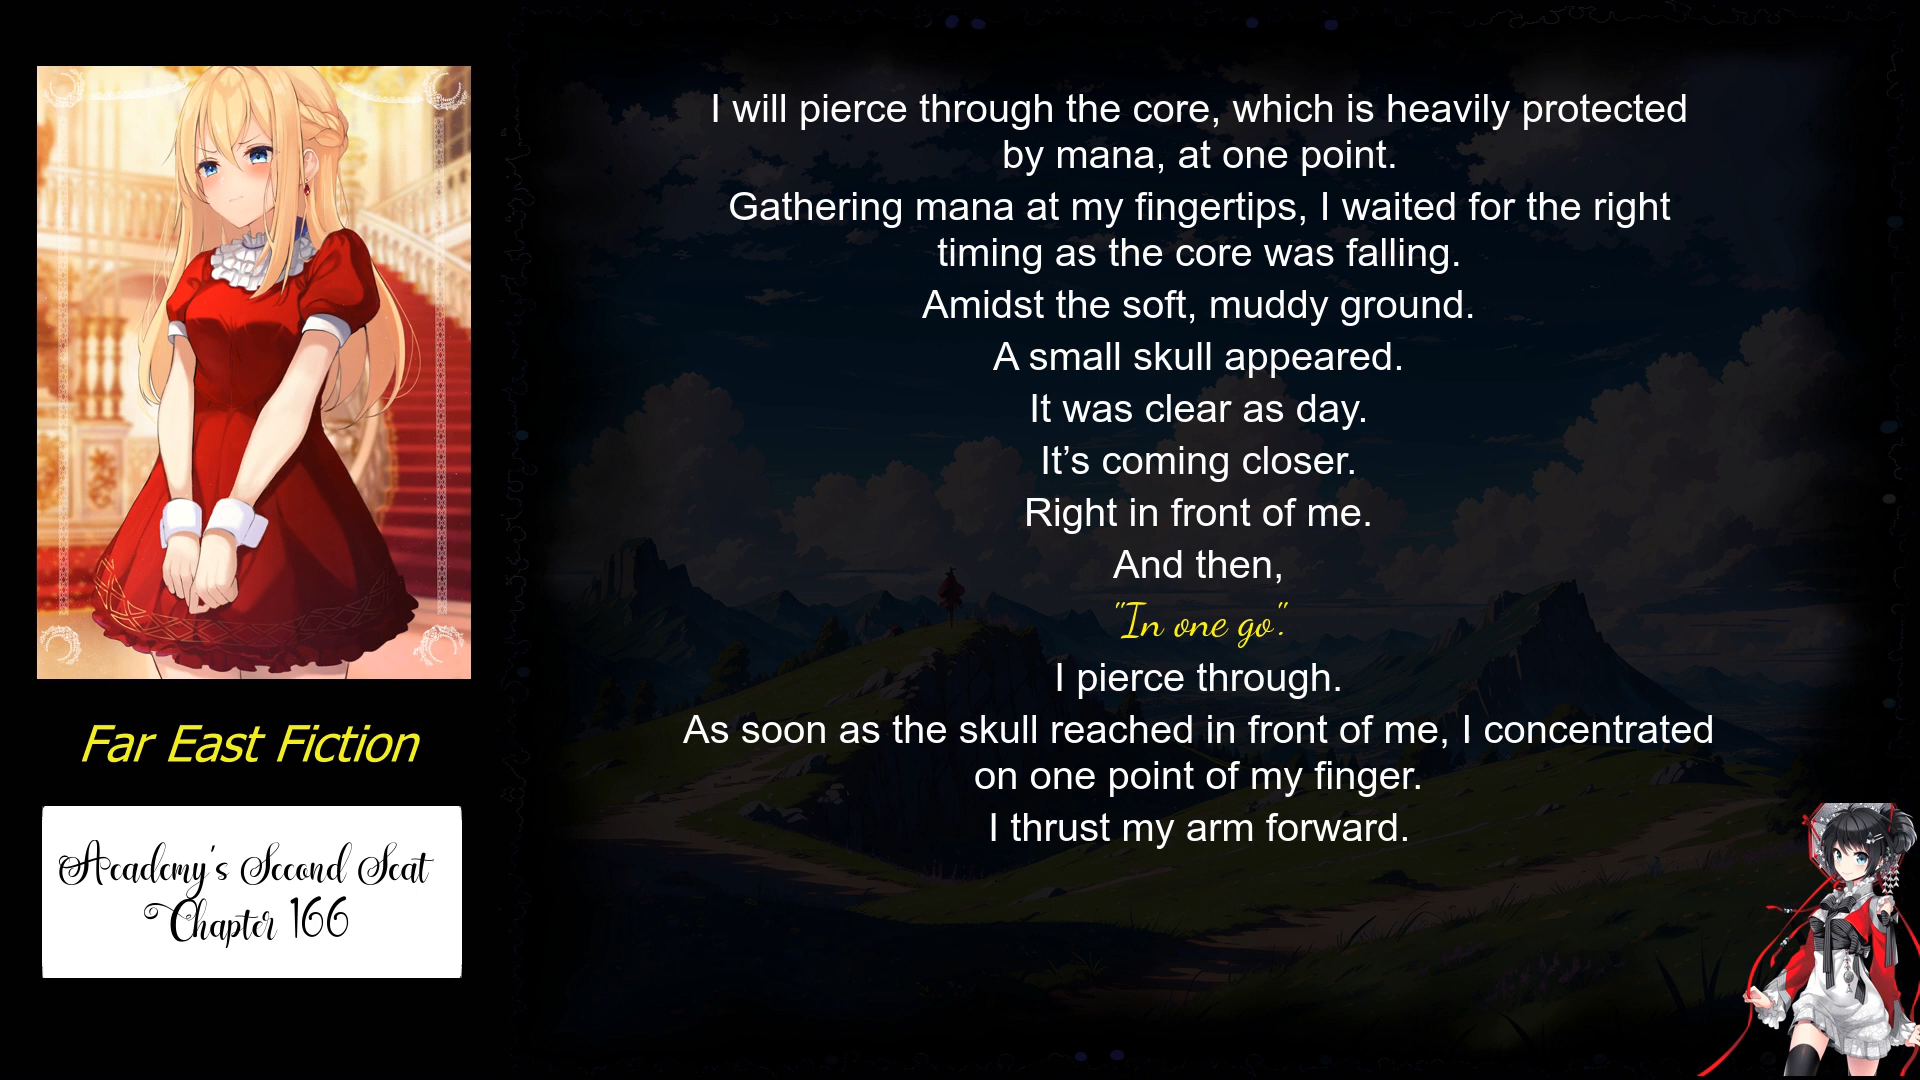 I will pierce through the core, which is heavily protected
by mana, at one point.
Gathering mana at my fingertips, I waited for the right
timing as the core was falling.
Amidst the soft, muddy ground.
A small skull appeared.
It was clear as day.
It’s coming closer.
Right in front of me.
And then,
"In one go".
I pierce through.
As soon as the skull reached in front of me, I concentrated
on one point of my finger.
I thrust my arm forward.
Far East Fiction
Academy's Second Seat
Chapter 166